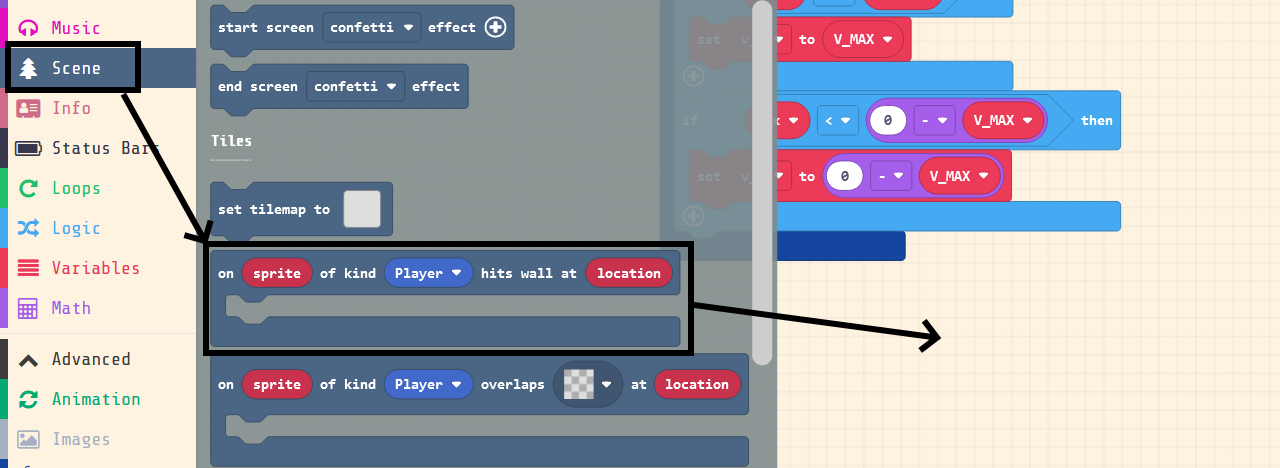 Music
Scene
Info
Status Bars
Loops
Logic
Variables
Math
Advanced
Animation
Images
start screen confetti effect
end screen confetti effect
Tiles
set tilemap to
on sprite of kind Player hits wall at location
on sprite of kind Player overlaps at location
set to V_MAX
if < 0 - V_MAX then
set to 0 - V_MAX